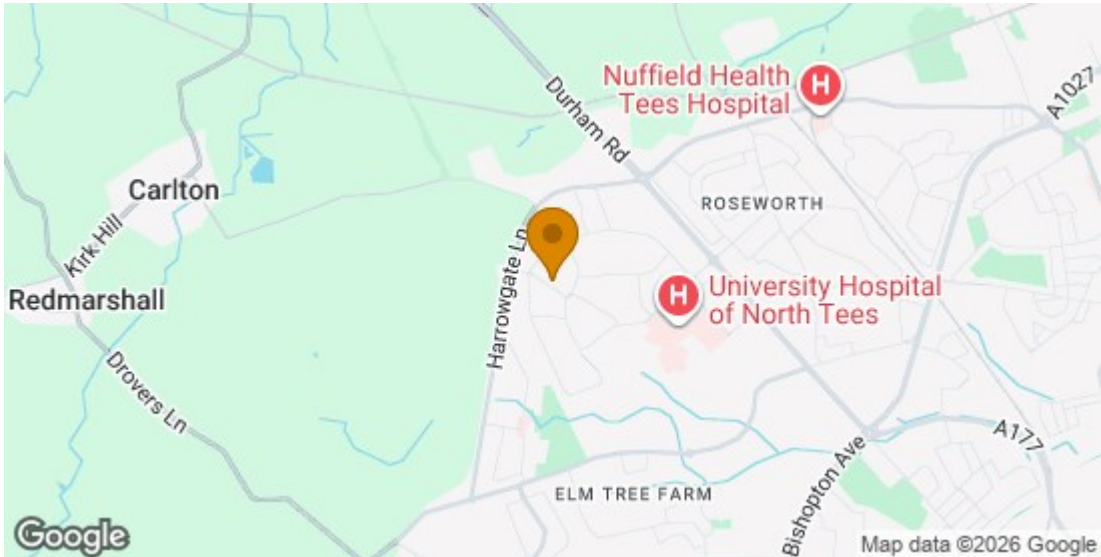 Nuffield Health
Tees Hospital
H
A1027
Durham Rd
Carlton
ROSEWORTH
Kirk Hill
Harrowgate Ln
Redmarshall
H
University Hospital
of North Tees
Drovers Ln
A177
Bishopton Ave
ELM TREE FARM
Google
Map data ©2026 Google